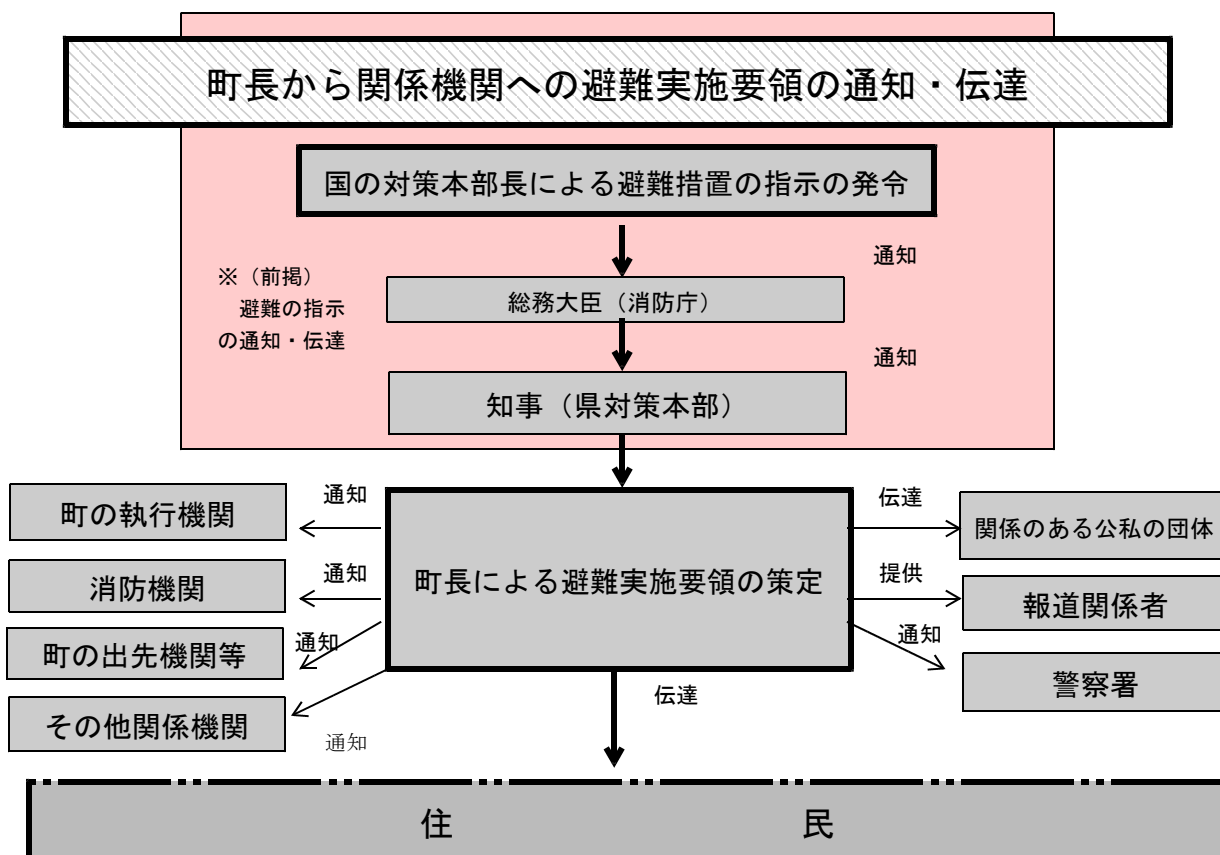 町長から関係機関への避難実施要領の通知・伝達
国の対策本部長による避難措置の指示の発令
通知
※（前掲）
避難の指示
の通知・伝達
総務大臣（消防庁）
通知
知事（県対策本部）
町の執行機関
通知
消防機関
通知
町の出先機関等
通知
その他関係機関
通知
町長による避難実施要領の策定
伝達
関係のある公私の団体
提供
報道関係者
通知
警察署
伝達
住民